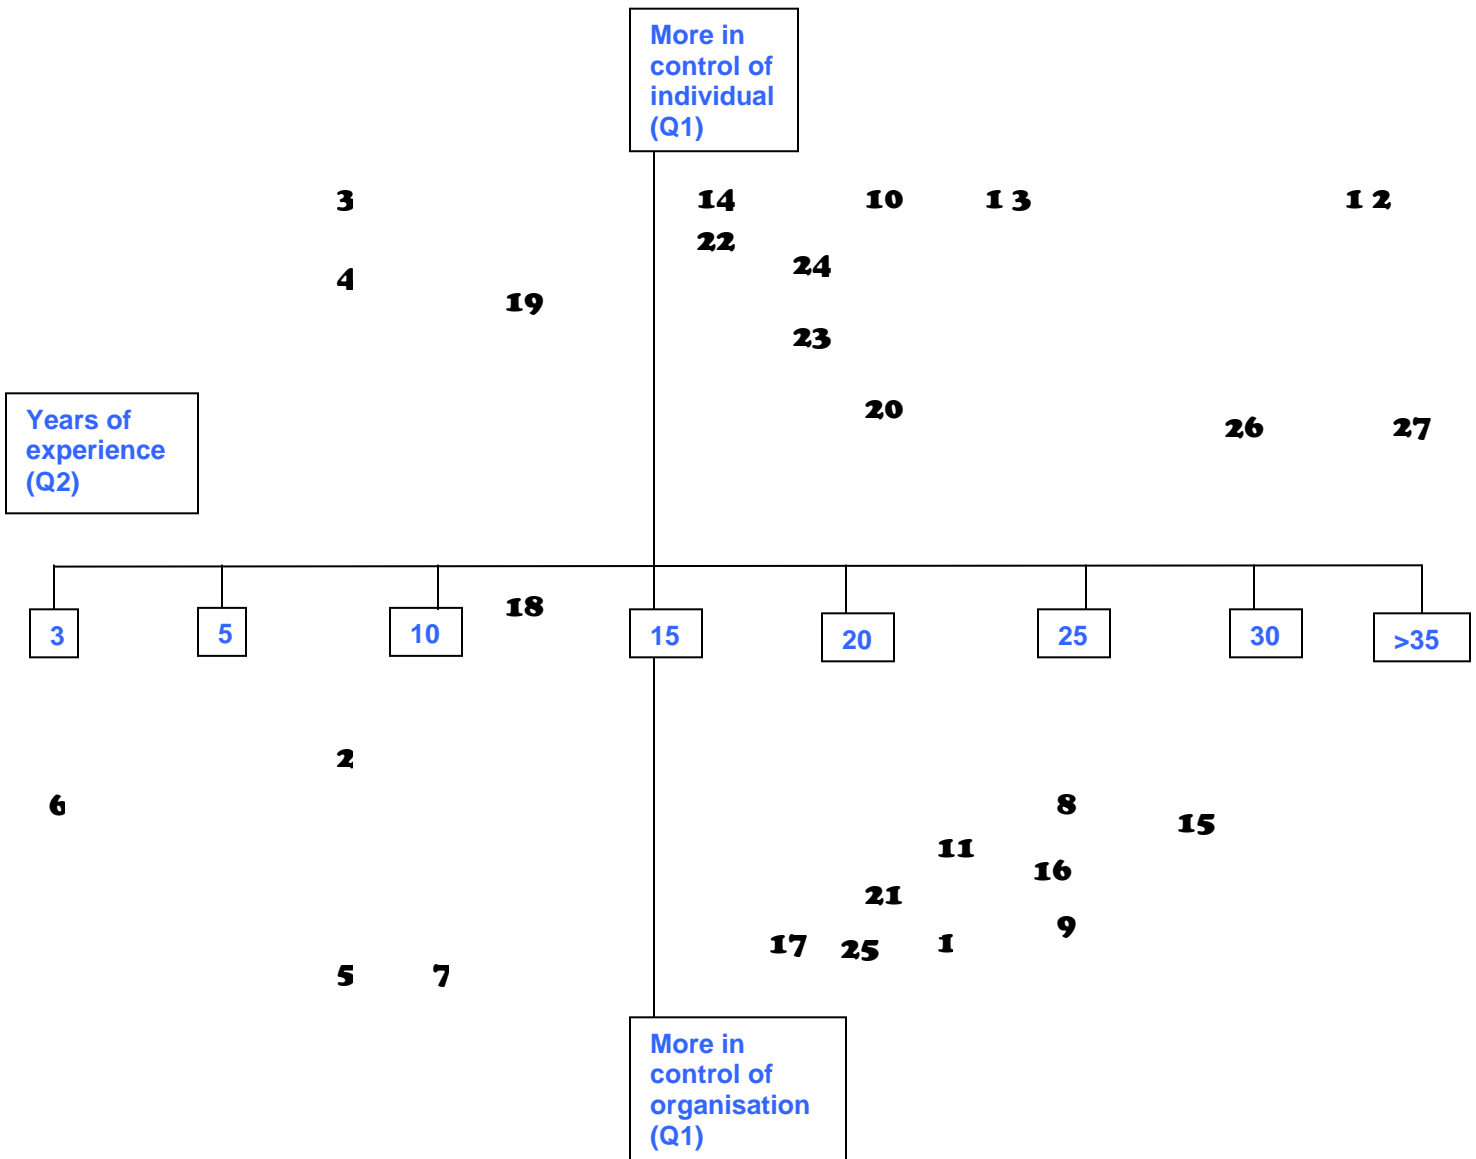 More in
control of
individual
(Q1)
3 14 10 1 3 1 2
22
24
4
19
23
20
Years of
experience
(Q2)
26 27
18
3 5 10 15 20 25 30 >35
2
6 8
15
11
16
21
9
17 25 1
5 7
More in
control of
organisation
(Q1)